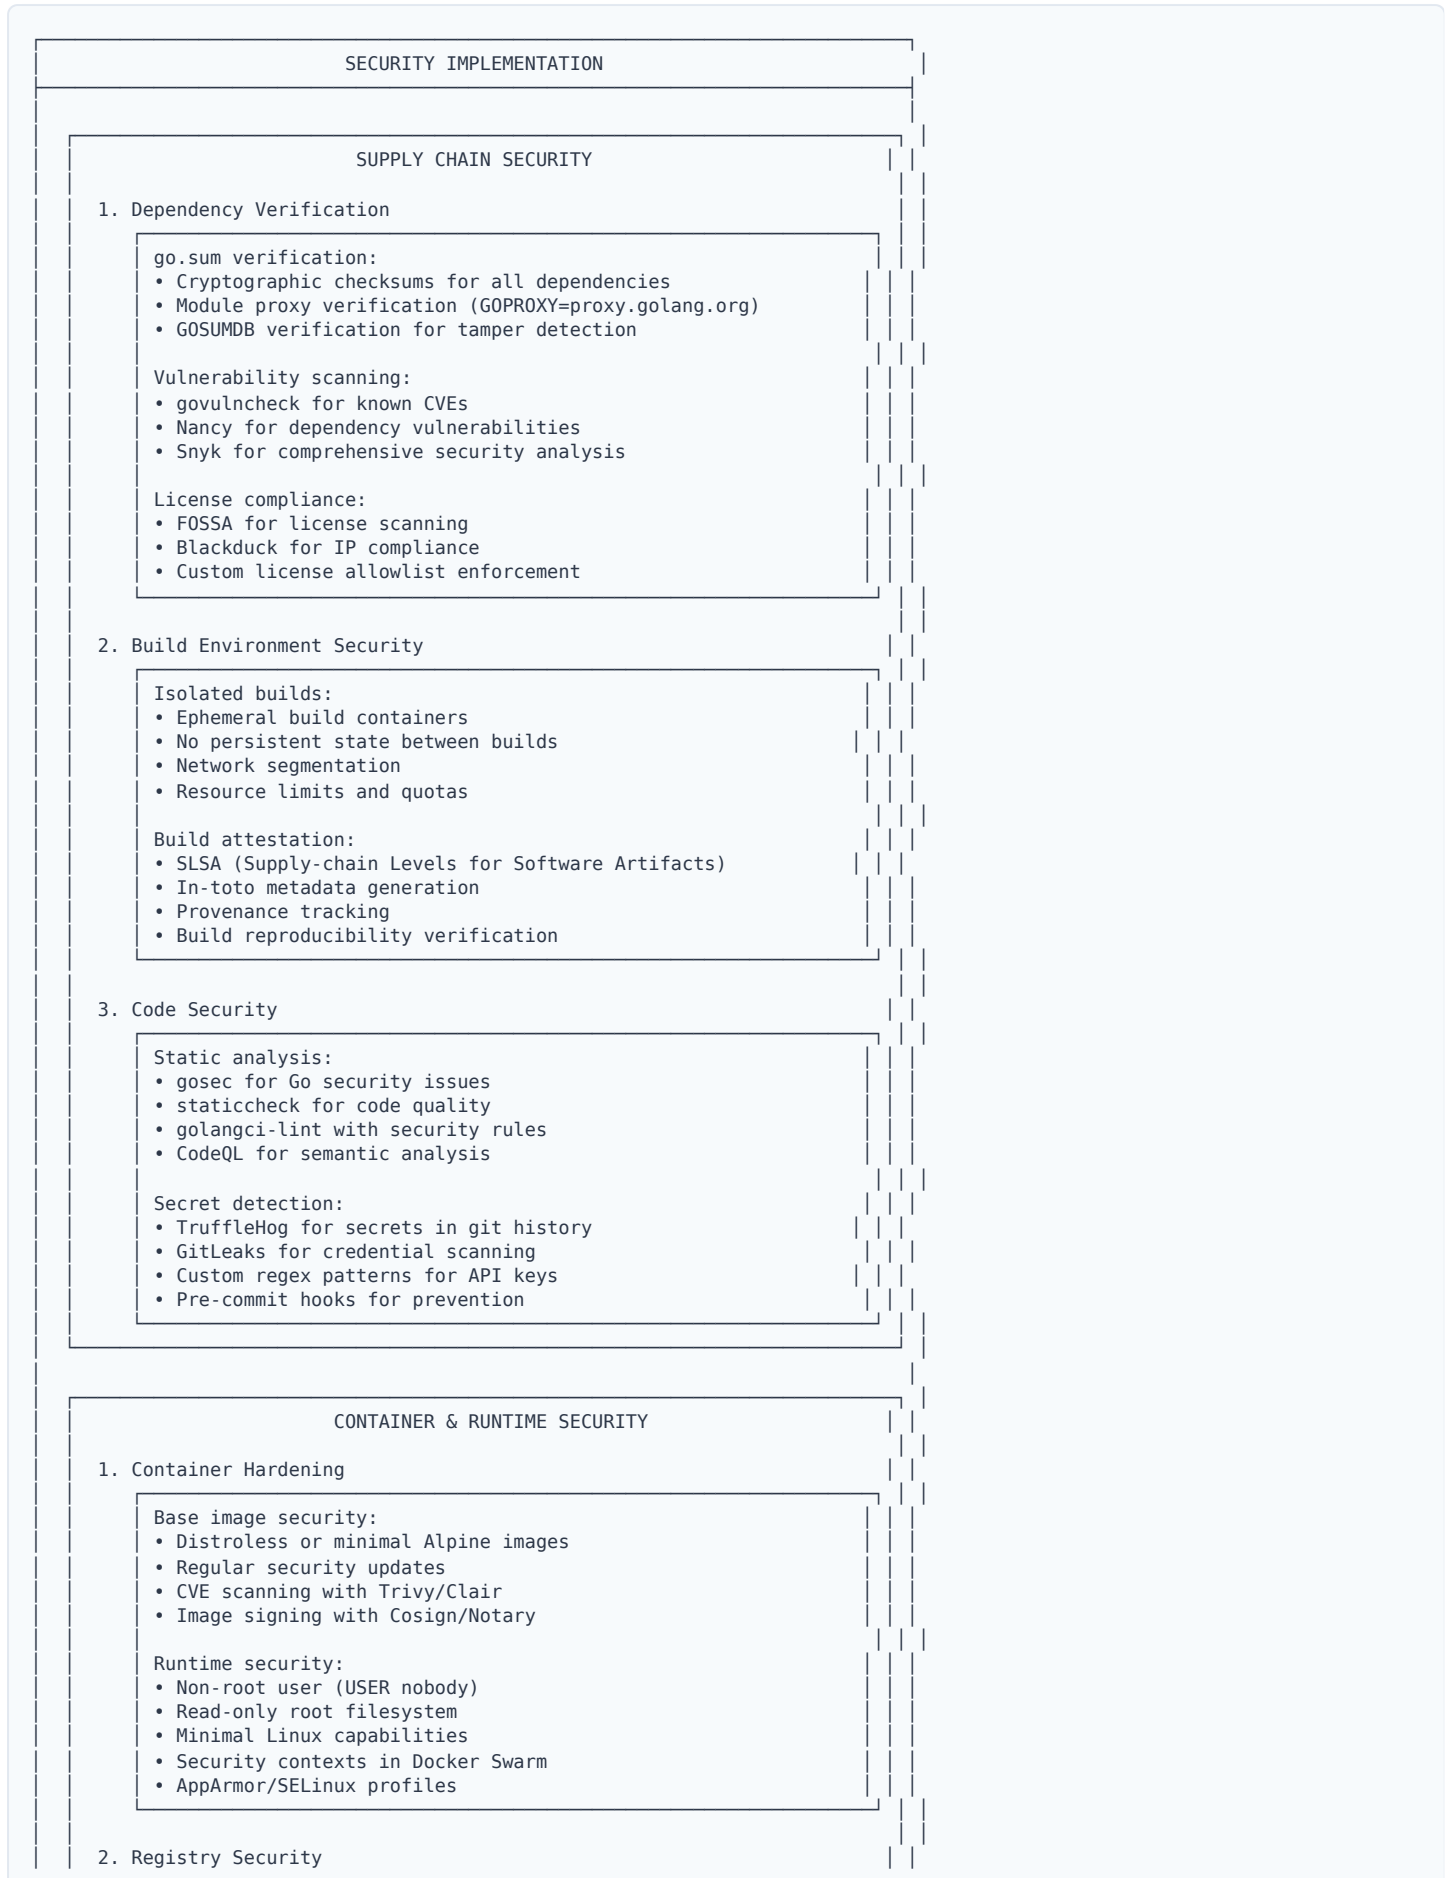 SECURITY IMPLEMENTATION
SUPPLY CHAIN SECURITY
1. Dependency Verification
go.sum verification:
• Cryptographic checksums for all dependencies
• Module proxy verification (GOPROXY=proxy.golang.org)
• GOSUMDB verification for tamper detection
Vulnerability scanning:
• govulncheck for known CVEs
• Nancy for dependency vulnerabilities
• Snyk for comprehensive security analysis
License compliance:
• FOSSA for license scanning
• Blackduck for IP compliance
• Custom license allowlist enforcement
2. Build Environment Security
Isolated builds:
• Ephemeral build containers
• No persistent state between builds
• Network segmentation
• Resource limits and quotas
Build attestation:
• SLSA (Supply-chain Levels for Software Artifacts)
• In-toto metadata generation
• Provenance tracking
• Build reproducibility verification
3. Code Security
Static analysis:
• gosec for Go security issues
• staticcheck for code quality
• golangci-lint with security rules
• CodeQL for semantic analysis
Secret detection:
• TruffleHog for secrets in git history
• GitLeaks for credential scanning
• Custom regex patterns for API keys
• Pre-commit hooks for prevention
CONTAINER & RUNTIME SECURITY
1. Container Hardening
Base image security:
• Distroless or minimal Alpine images
• Regular security updates
• CVE scanning with Trivy/Clair
• Image signing with Cosign/Notary
Runtime security:
• Non-root user (USER nobody)
• Read-only root filesystem
• Minimal Linux capabilities
• Security contexts in Docker Swarm
• AppArmor/SELinux profiles
2. Registry Security